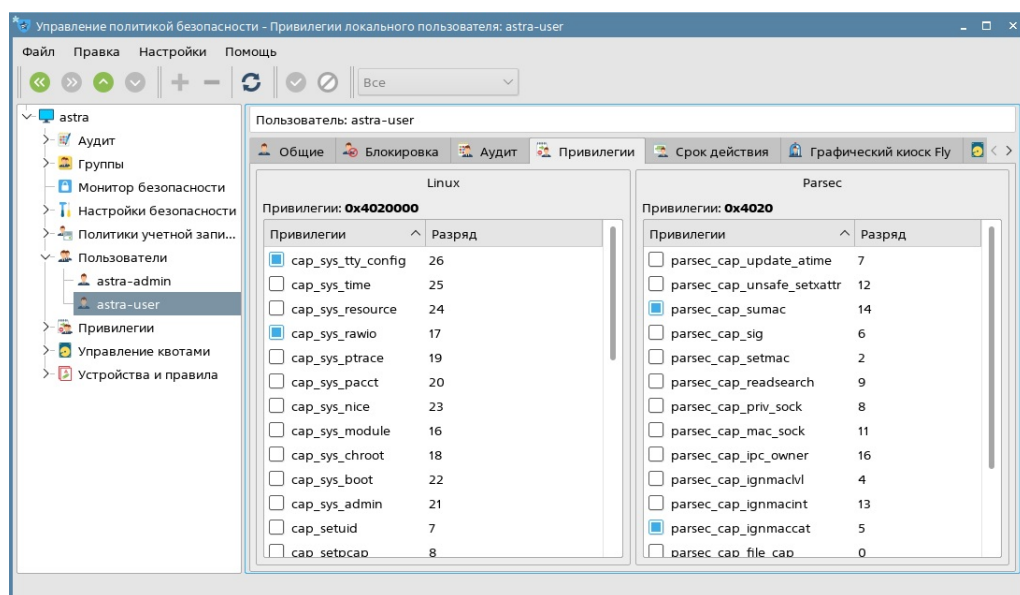 Управление политикой безопасности – Привилегии локального пользователя: astra-user
Файл Правка Настройки Помощь
Все
astra
Аудит
Группы
Монитор безопасности
Настройки безопасности
Политики учетной запи...
Пользователи
astra-admin
astra-user
Привилегии
Управление квотами
Устройства и правила
Пользователь: astra-user
Общие Блокировка Аудит Привилегии Срок действия Графический киоск Fly
Linux
Привилегии: 0x4020000
Привилегии Разряд
cap_sys_tty_config 26
cap_sys_time 25
cap_sys_resource 24
cap_sys_rawio 17
cap_sys_ptrace 19
cap_sys_pacct 20
cap_sys_nice 23
cap_sys_module 16
cap_sys_chroot 18
cap_sys_boot 22
cap_sys_admin 21
cap_setuid 7
cap_setpcap 8
Parsec
Привилегии: 0x4020
Привилегии Разряд
parsec_cap_update_atime 7
parsec_cap_unsafe_setxattr 12
parsec_cap_sumac 14
parsec_cap_sig 6
parsec_cap_setmac 2
parsec_cap_readsearch 9
parsec_cap_priv_sock 8
parsec_cap_mac_sock 11
parsec_cap_ipc_owner 16
parsec_cap_ignmaclvl 4
parsec_cap_ignmacint 13
parsec_cap_ignmaccat 5
parsec_cap_file_cap 0